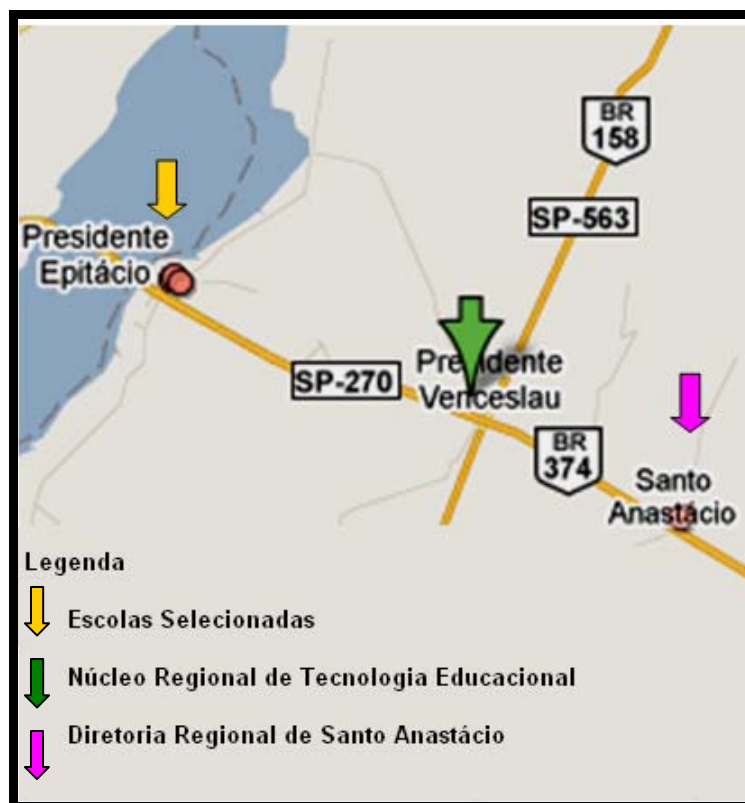 BR
158
SP-563
Presidente
Epitácio
Presidente
Venceslau
SP-270
BR
374
Santo
Anastácio
Legenda
Escolas Selecionadas
Núcleo Regional de Tecnologia Educacional
Diretoria Regional de Santo Anastácio